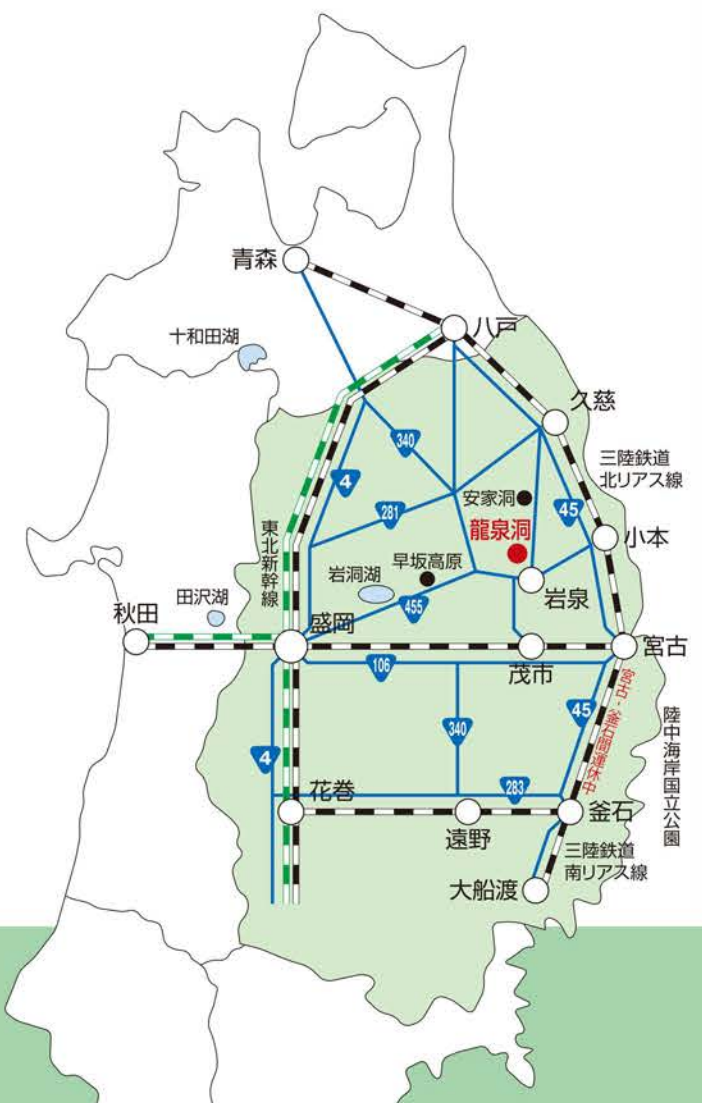 青森
十和田湖
八戸
久慈
340
三陸鉄道
北リアス線
4
安家洞
281
45
龍泉洞
東北新幹線
小本
早坂高原
岩洞湖
岩泉
田沢湖
455
秋田
盛岡
宮古
茂市
106
宮古・釜石間運休中
45
陸中海岸国立公園
340
4
283
花巻
釜石
遠野
三陸鉄道
南リアス線
大船渡